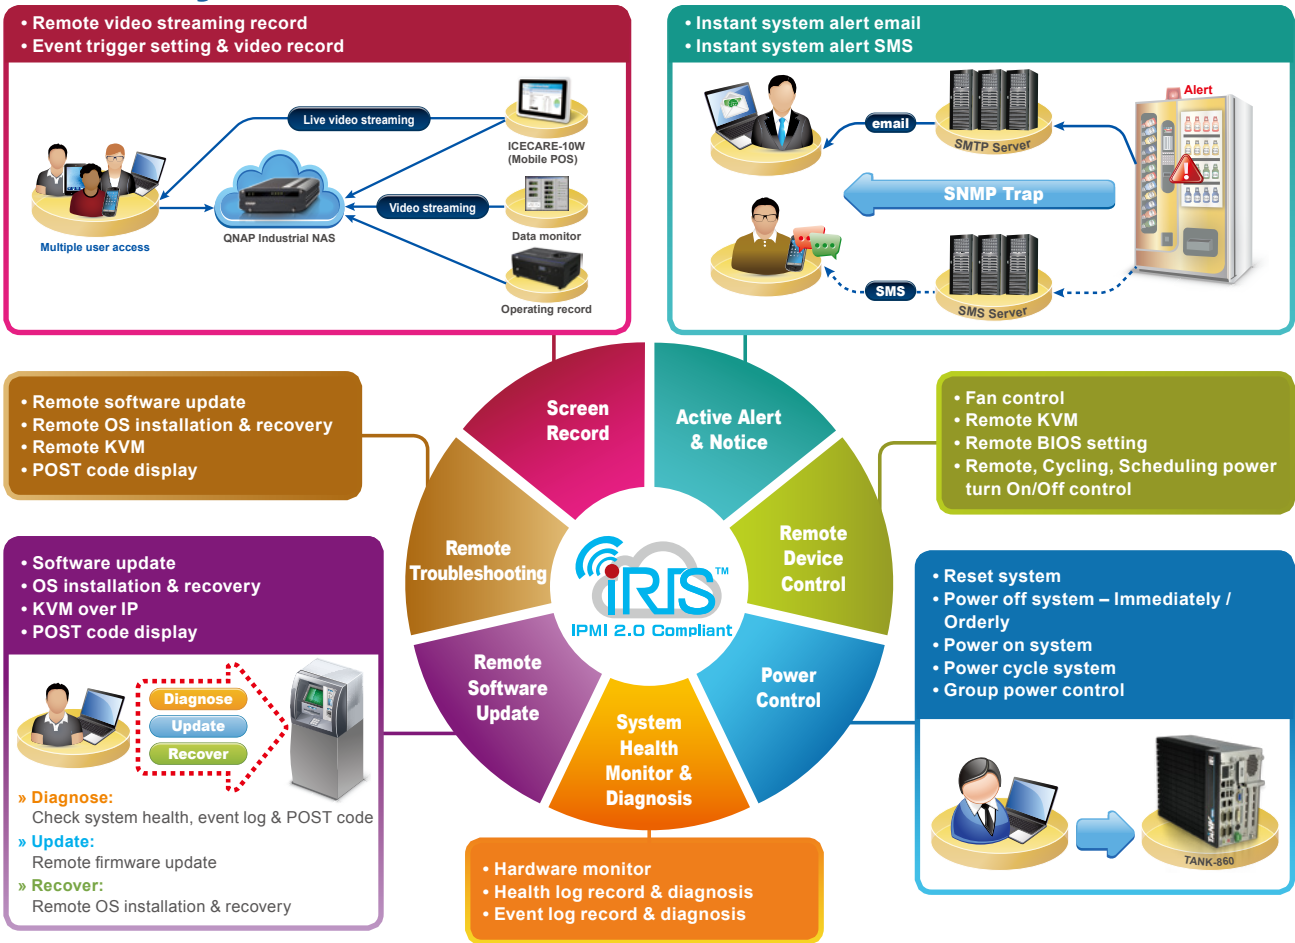 • Remote video streaming record
• Event trigger setting & video record
Live video streaming
ICECARE-10W
(Mobile POS)
Video streaming
Multiple user access
QNAP Industrial NAS
Data monitor
Operating record
• Instant system alert email
• Instant system alert SMS
Alert
email
SMTP Server
SNMP Trap
SMS
SMS Server
• Remote software update
• Remote OS installation & recovery
• Remote KVM
• POST code display
Screen
Record
Active Alert
& Notice
• Fan control
• Remote KVM
• Remote BIOS setting
• Remote, Cycling, Scheduling power
turn On/Off control
Remote
Troubleshooting
Remote
Device
Control
iRIS™
IPMI 2.0 Compliant
• Software update
• OS installation & recovery
• KVM over IP
• POST code display
Diagnose
Update
Recover
» Diagnose:
Check system health, event log & POST code
» Update:
Remote firmware update
» Recover:
Remote OS installation & recovery
Remote
Software
Update
System
Health
Monitor &
Diagnosis
Power
Control
• Reset system
• Power off system – Immediately /
Orderly
• Power on system
• Power cycle system
• Group power control
TANK
TANK-860
• Hardware monitor
• Health log record & diagnosis
• Event log record & diagnosis